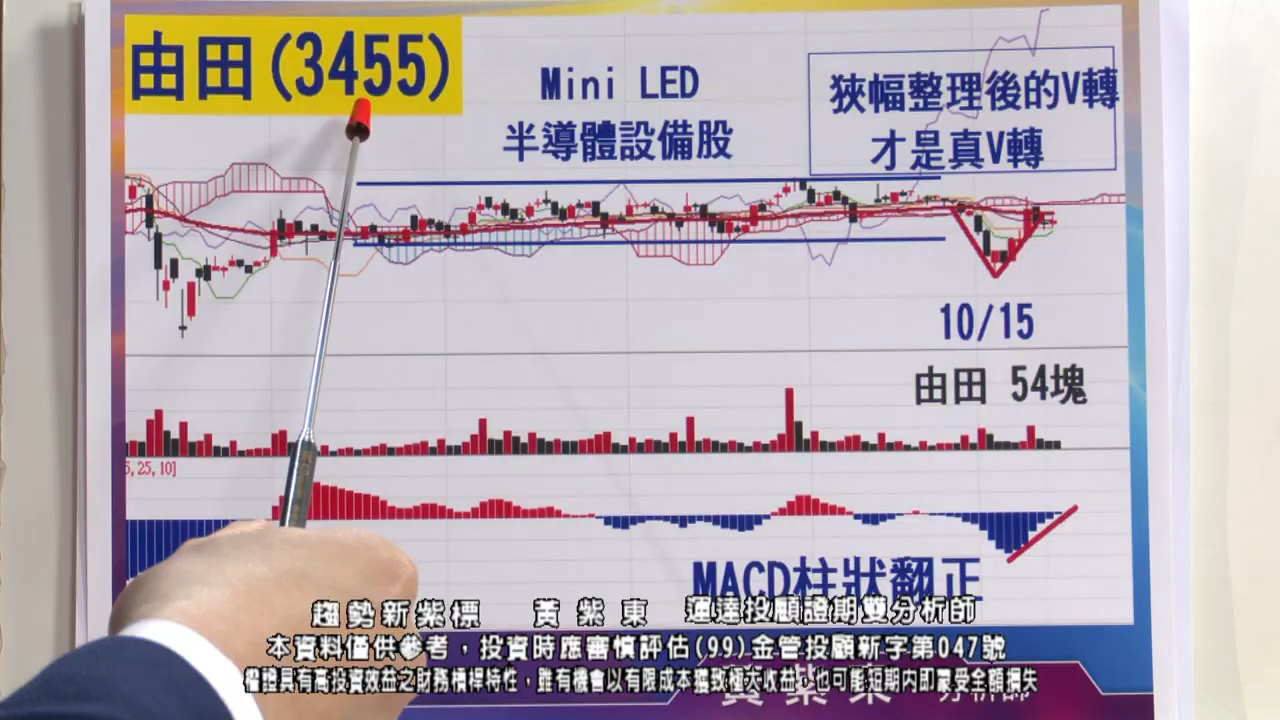 由田(3455)
Mini LED
半導體設備股
狹幅整理後的V轉
才是真V轉
10/15
由田 54塊
5,25,10]
MACD柱狀翻正
趨勢新紫標 黃紫東 運達投顧證期雙分析師
本資料僅供參考，投資時應審慎評估(99)金管投顧新字第047號
權證具有高投資效益之財務槓桿特性，雖有機會以有限成本獲致極大收益，也可能短期內即蒙受全額損失
黃紫東 分析師